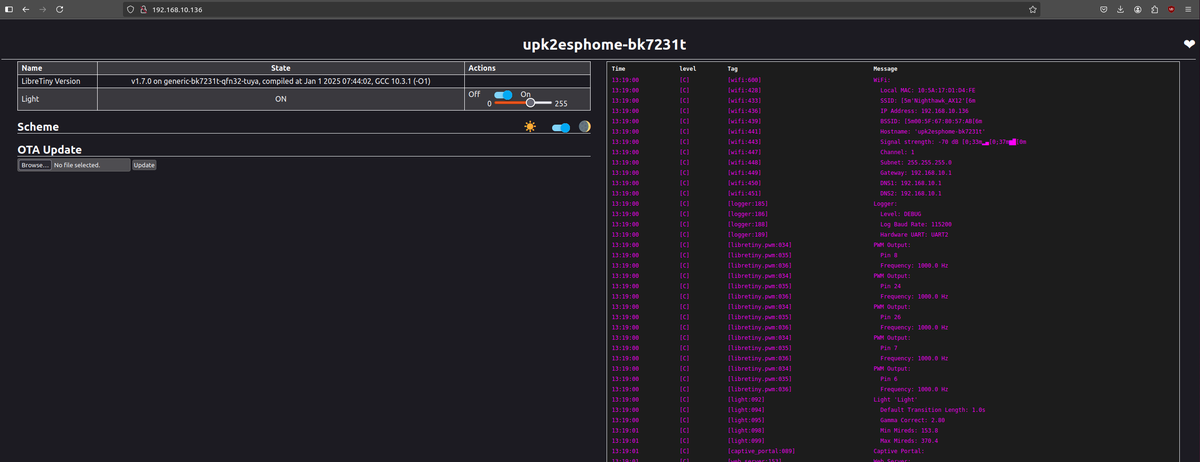 192.168.10.136
upk2esphome-bk7231t
Name State Actions
LibreTiny Version v1.7.0 on generic-bk7231t-qfn32-tuya, compiled at Jan 1 2025 07:44:02, GCC 10.3.1 (-O1)
Light ON Off On
0 255
Scheme
OTA Update
Browse... No file selected. Update
Time level Tag Message
13:19:00 [C] [wifi:600] WiFi:
13:19:00 [C] [wifi:428] Local MAC: 10:5A:17:D2:D4:FE
13:19:00 [C] [wifi:433] SSID: [5m'Nighthawk_AX12'[6m
13:19:00 [C] [wifi:436] IP Address: 192.168.10.136
13:19:00 [C] [wifi:439] BSSID: [5m00:5F:67:89:57:AB[6m
13:19:00 [C] [wifi:441] Hostname: 'upk2esphome-bk7231t'
13:19:00 [C] [wifi:443] Signal strength: -79 dB [0;33m▂▄[0;37m▆█[0m
13:19:00 [C] [wifi:447] Channel: 1
13:19:00 [C] [wifi:448] Subnet: 255.255.255.0
13:19:00 [C] [wifi:449] Gateway: 192.168.10.1
13:19:00 [C] [wifi:450] DNS1: 192.168.10.1
13:19:00 [C] [wifi:451] DNS2: 192.168.10.1
13:19:00 [C] [logger:185] Logger:
13:19:00 [C] [logger:186] Level: DEBUG
13:19:00 [C] [logger:188] Log Baud Rate: 115200
13:19:00 [C] [logger:189] Hardware UART: UART2
13:19:00 [C] [libretiny.pwm:034] PWM Output:
13:19:00 [C] [libretiny.pwm:035] Pin 8
13:19:00 [C] [libretiny.pwm:036] Frequency: 1000.0 Hz
13:19:00 [C] [libretiny.pwm:034] PWM Output:
13:19:00 [C] [libretiny.pwm:035] Pin 24
13:19:00 [C] [libretiny.pwm:036] Frequency: 1000.0 Hz
13:19:00 [C] [libretiny.pwm:034] PWM Output:
13:19:00 [C] [libretiny.pwm:035] Pin 26
13:19:00 [C] [libretiny.pwm:036] Frequency: 1000.0 Hz
13:19:00 [C] [libretiny.pwm:034] PWM Output:
13:19:00 [C] [libretiny.pwm:035] Pin 7
13:19:00 [C] [libretiny.pwm:036] Frequency: 1000.0 Hz
13:19:00 [C] [libretiny.pwm:034] PWM Output:
13:19:00 [C] [libretiny.pwm:035] Pin 6
13:19:00 [C] [libretiny.pwm:036] Frequency: 1000.0 Hz
13:19:00 [C] [light:092] Light 'Light'
13:19:00 [C] [light:094] Default Transition Length: 1.0s
13:19:00 [C] [light:095] Gamma Correct: 2.80
13:19:01 [C] [light:098] Min Mireds: 153.8
13:19:01 [C] [light:099] Max Mireds: 370.4
13:19:01 [C] [captive_portal:089] Captive Portal:
13:19:01 [C] [web_server:152] Web Server: